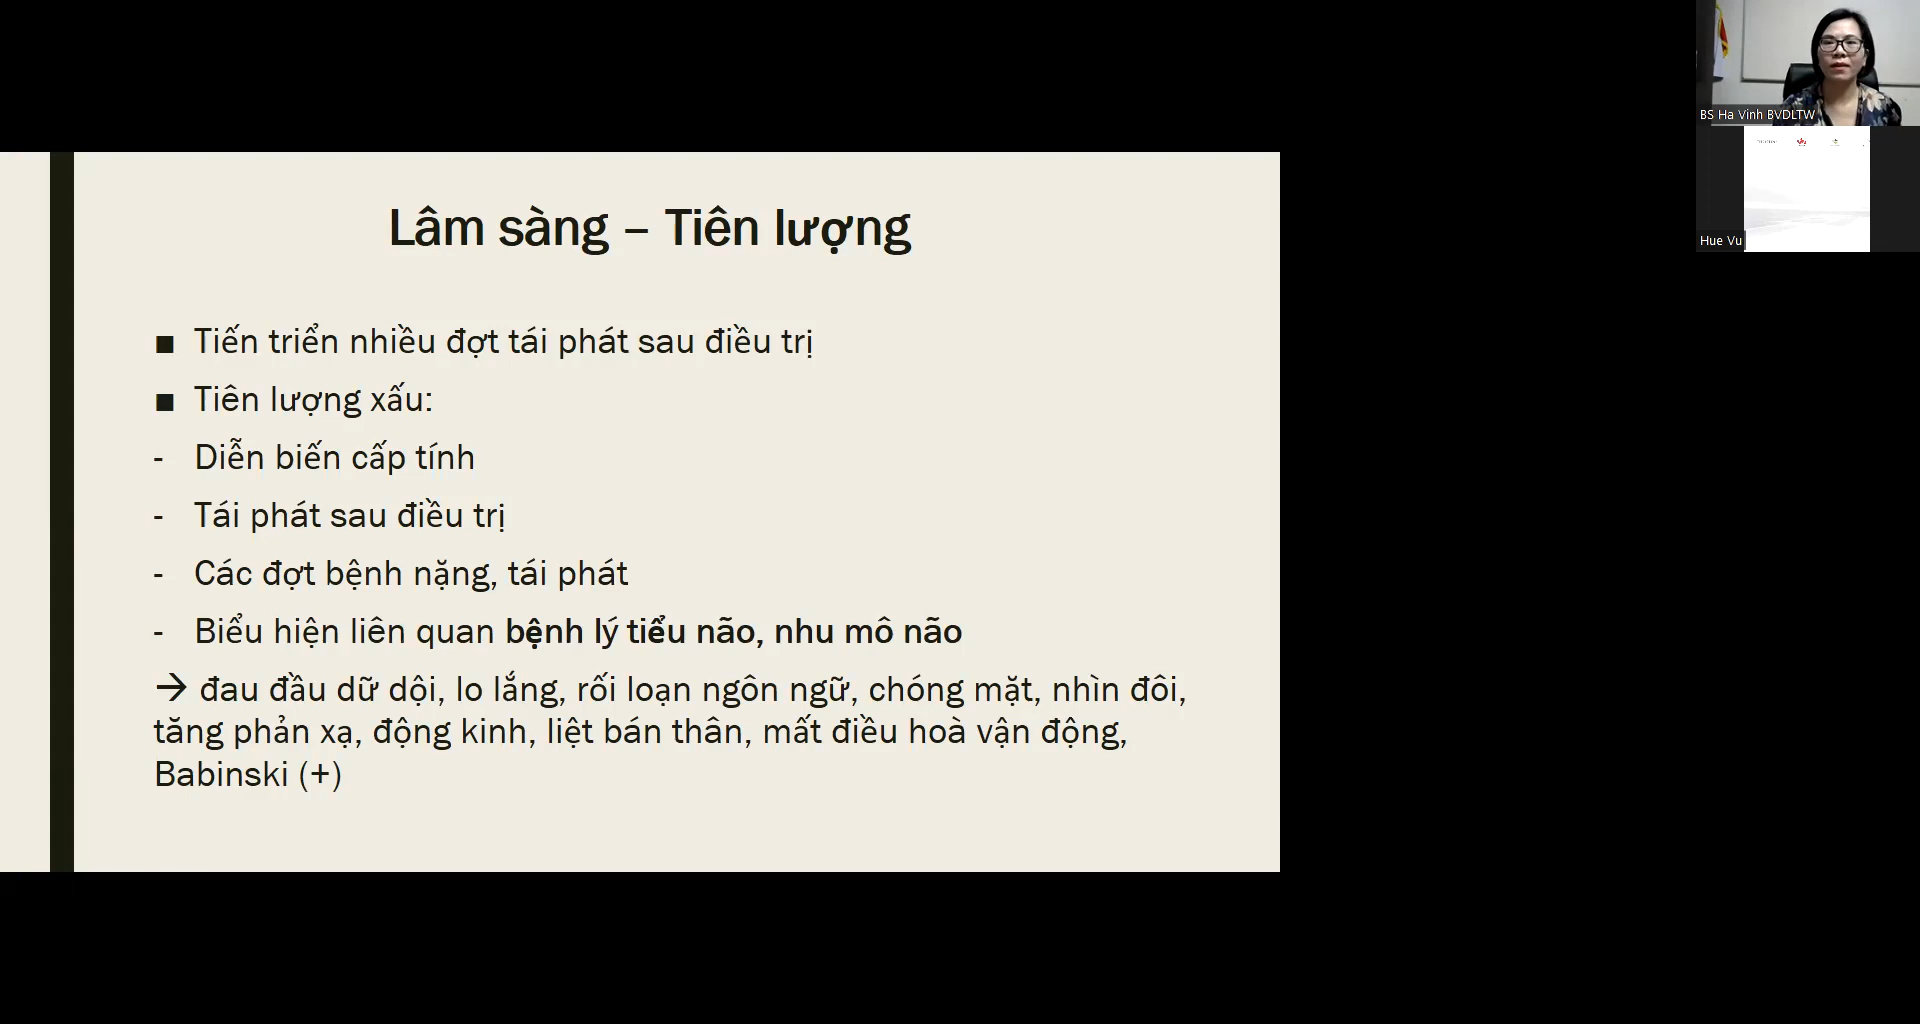 BS Ha Vinh BVDLTW
Hue Vu
Lâm sàng – Tiên lượng
■ Tiến triển nhiều đợt tái phát sau điều trị
■ Tiên lượng xấu:
- Diễn biến cấp tính
- Tái phát sau điều trị
- Các đợt bệnh nặng, tái phát
- Biểu hiện liên quan bệnh lý tiểu não, nhu mô não
→ đau đầu dữ dội, lo lắng, rối loạn ngôn ngữ, chóng mặt, nhìn đôi,
tăng phản xạ, động kinh, liệt bán thân, mất điều hoà vận động,
Babinski (+)